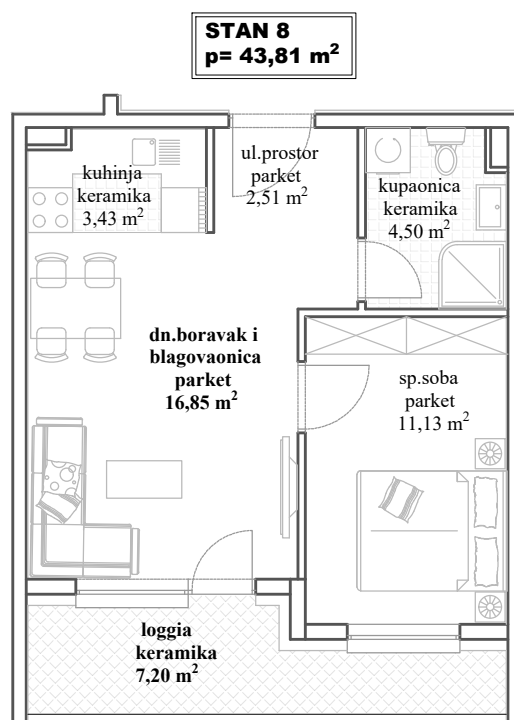 STAN 8
p= 43,81 m²
kuhinja
keramika
3,43 m²
ul.prostor
parket
2,51 m²
kupaonica
keramika
4,50 m²
dn.boravak i
blagovaonica
parket
16,85 m²
sp.soba
parket
11,13 m²
loggia
keramika
7,20 m²